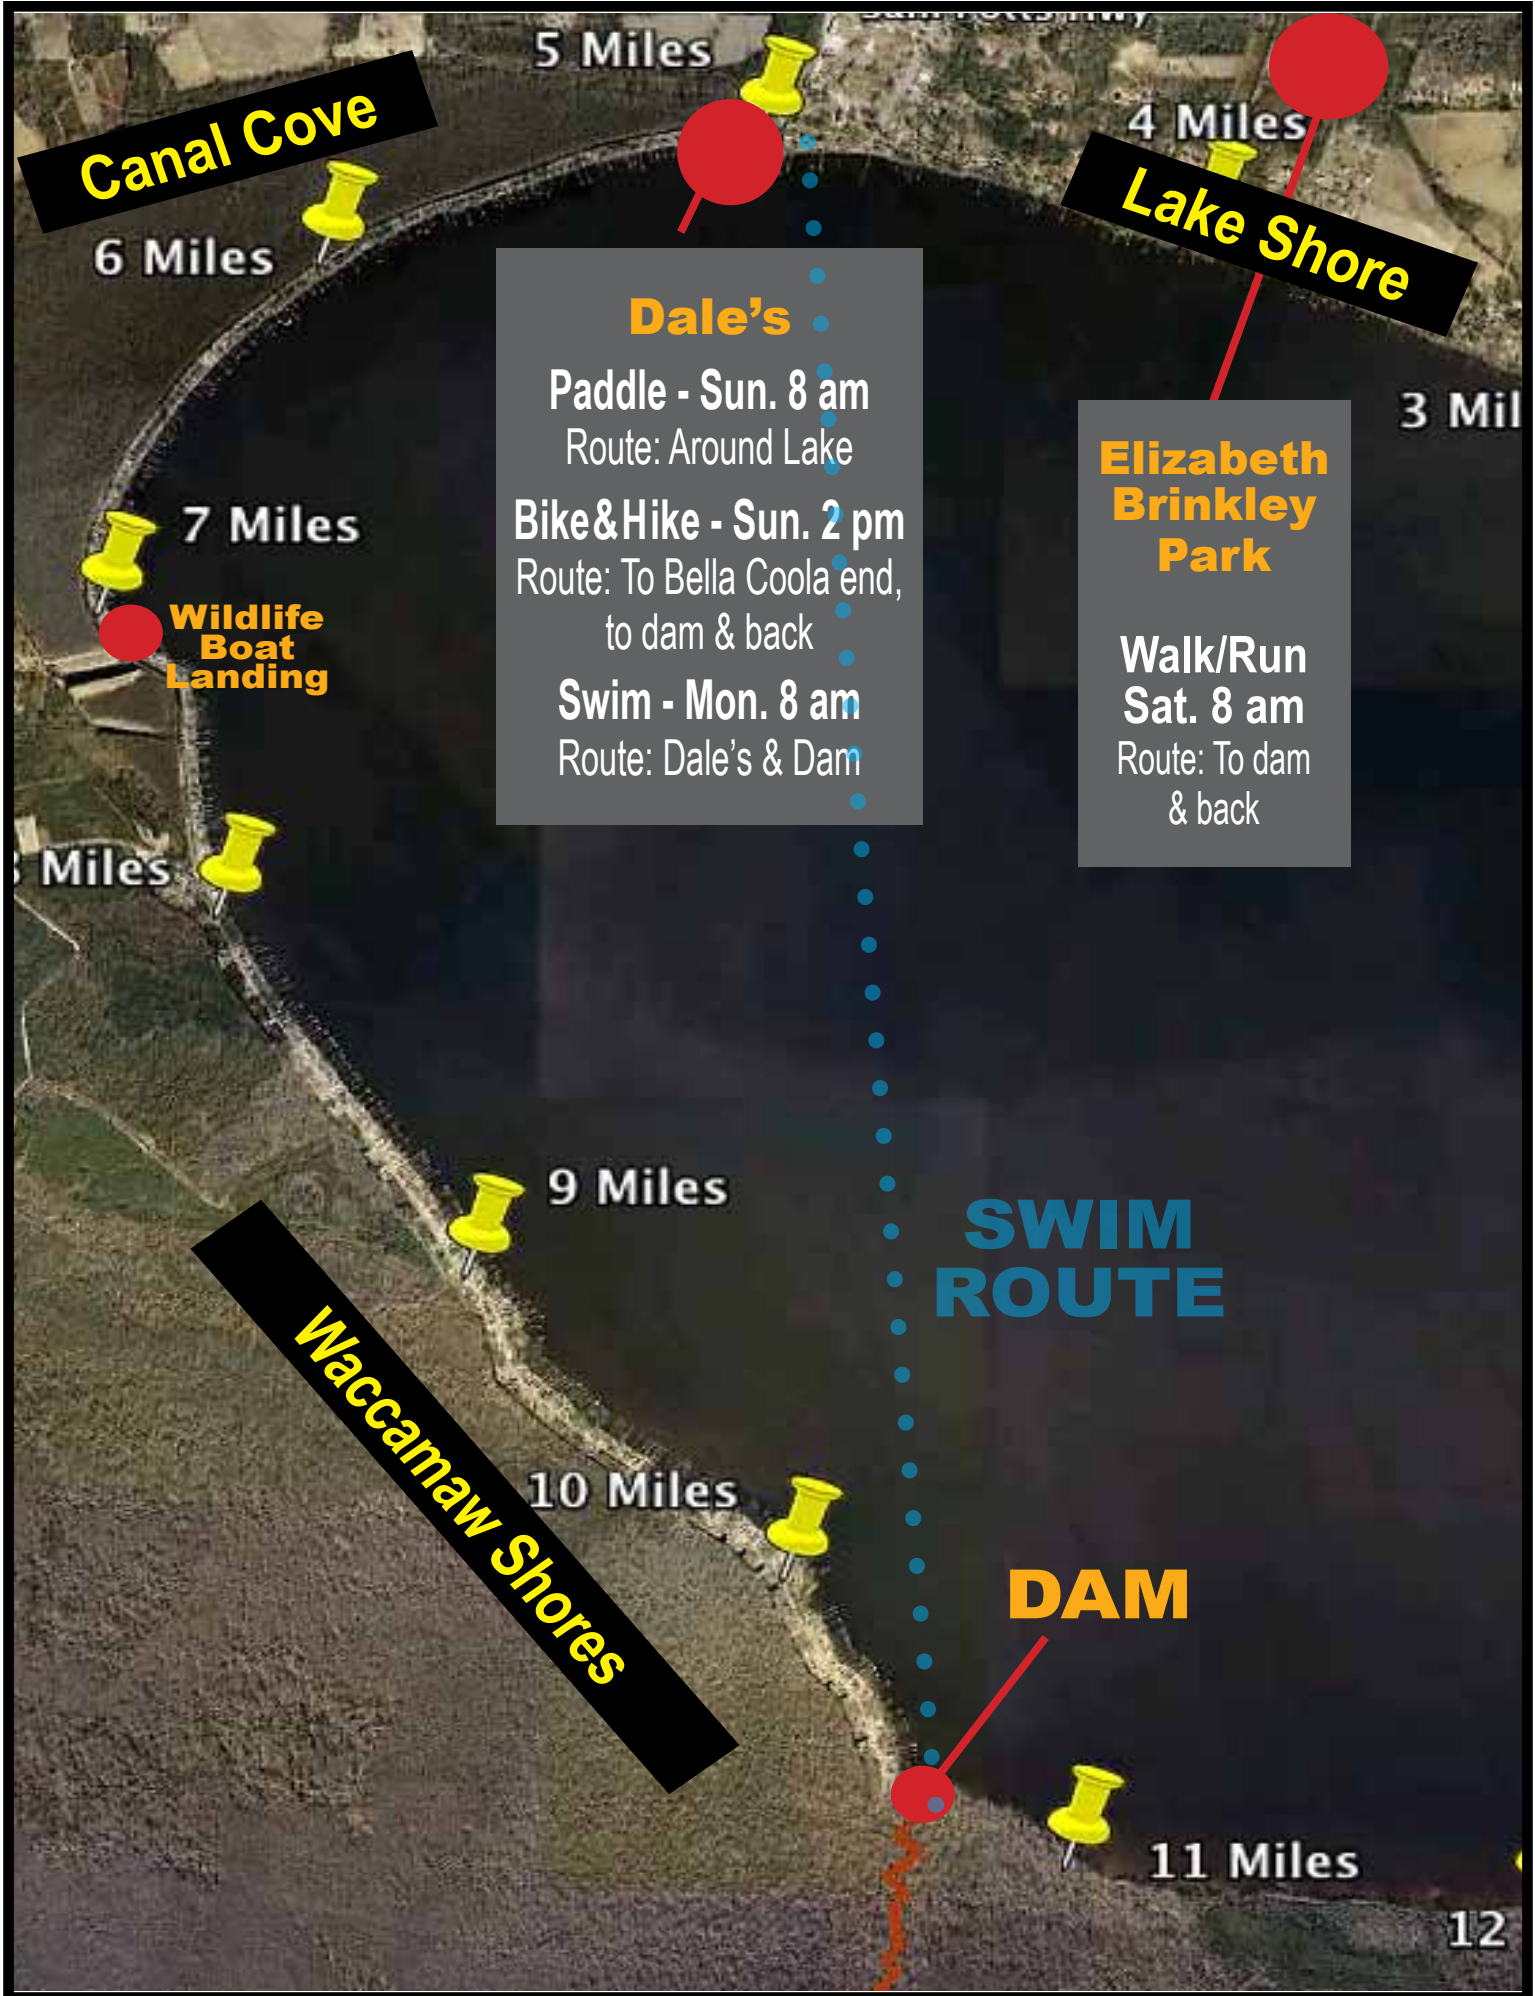 5 Miles
Canal Cove
4 Miles
Lake Shore
6 Miles
Dale's
Paddle - Sun. 8 am
Route: Around Lake
Bike&Hike - Sun. 2 pm
Route: To Bella Coola end,
to dam & back
Swim - Mon. 8 am
Route: Dale's & Dam
3 Mil
Elizabeth
Brinkley
Park
Walk/Run
Sat. 8 am
Route: To dam
& back
7 Miles
Wildlife
Boat
Landing
Miles
9 Miles
SWIM
ROUTE
Waccamaw Shores
10 Miles
DAM
11 Miles
12